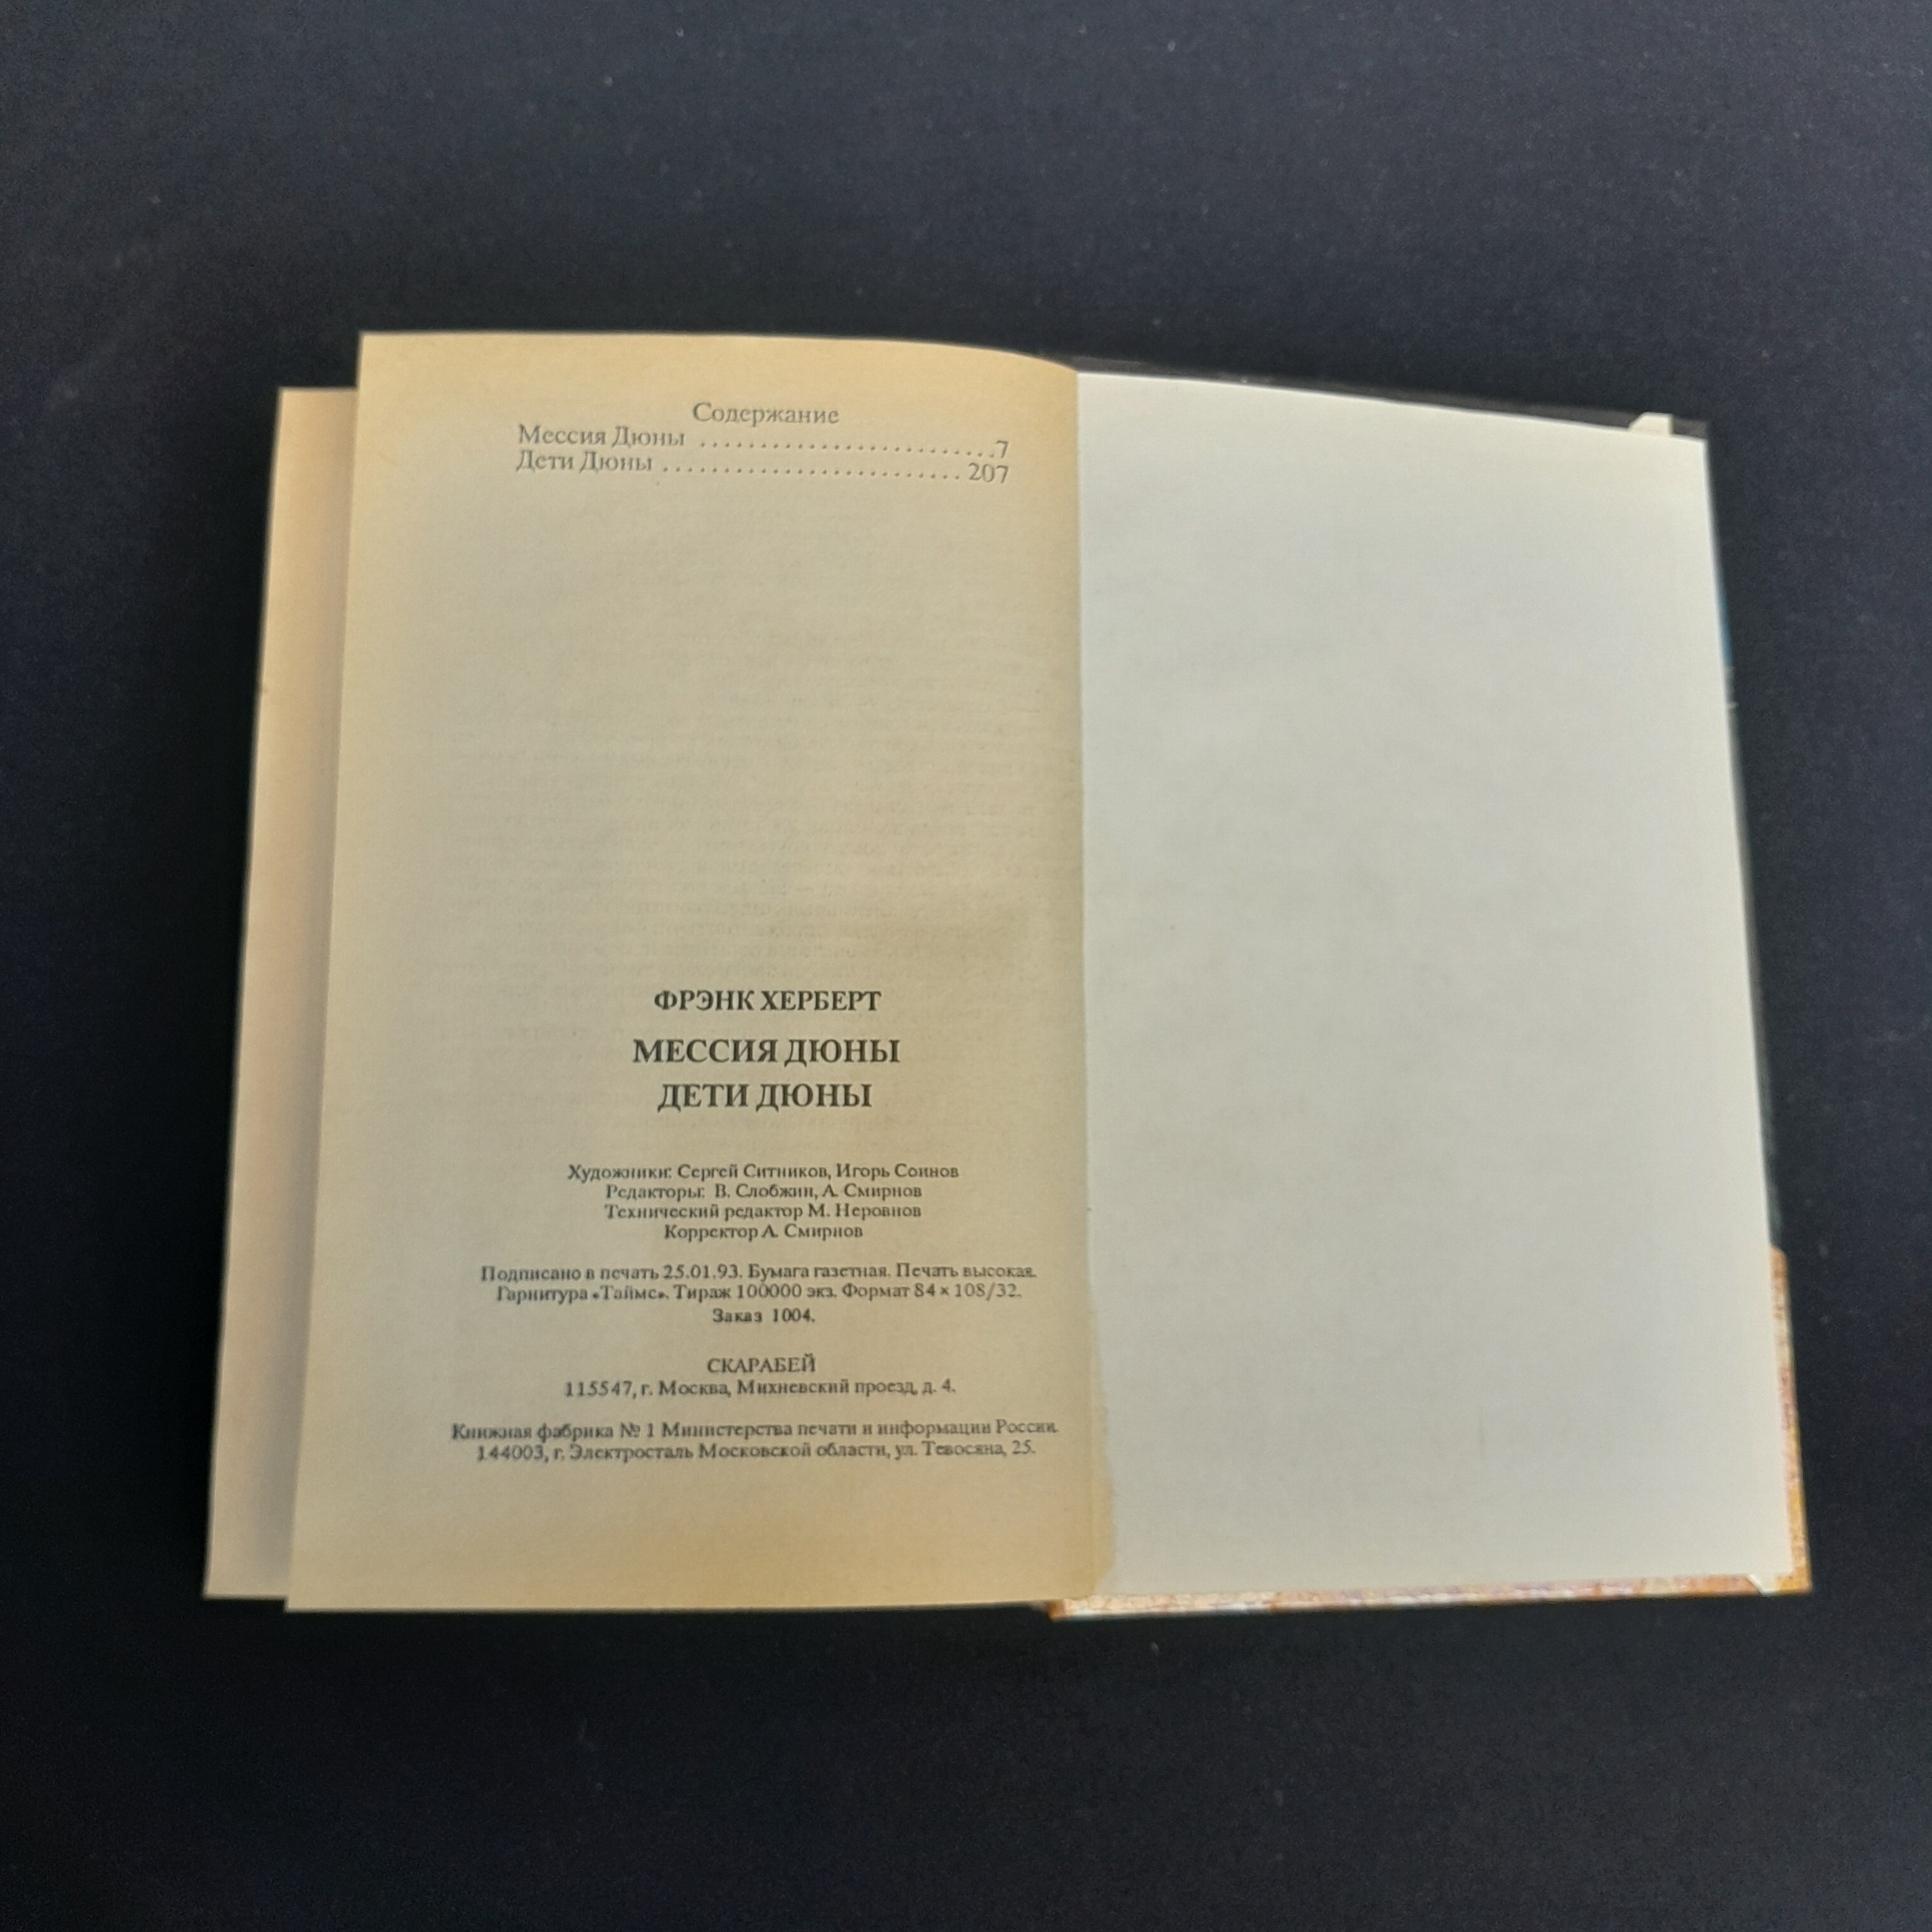 Содержание
Мессия Дюны ........................7
Дети Дюны ......................... 207
ФРЭНК ХЕРБЕРТ
МЕССИЯ ДЮНЫ
ДЕТИ ДЮНЫ
Художники: Сергей Ситников, Игорь Соинов
Редакторы: В. Слобжин, А. Смирнов
Технический редактор М. Неровнов
Корректор А. Смирнов
Подписано в печать 25.01.93. Бумага газетная. Печать высокая.
Гарнитура «Таймс». Тираж 100000 экз. Формат 84 × 108/32.
Заказ 1004.
СКАРАБЕЙ
115547, г. Москва, Михневский проезд, д. 4.
Книжная фабрика № 1 Министерства печати и информации России.
144003, г. Электросталь Московской области, ул. Тевосяна, 25.